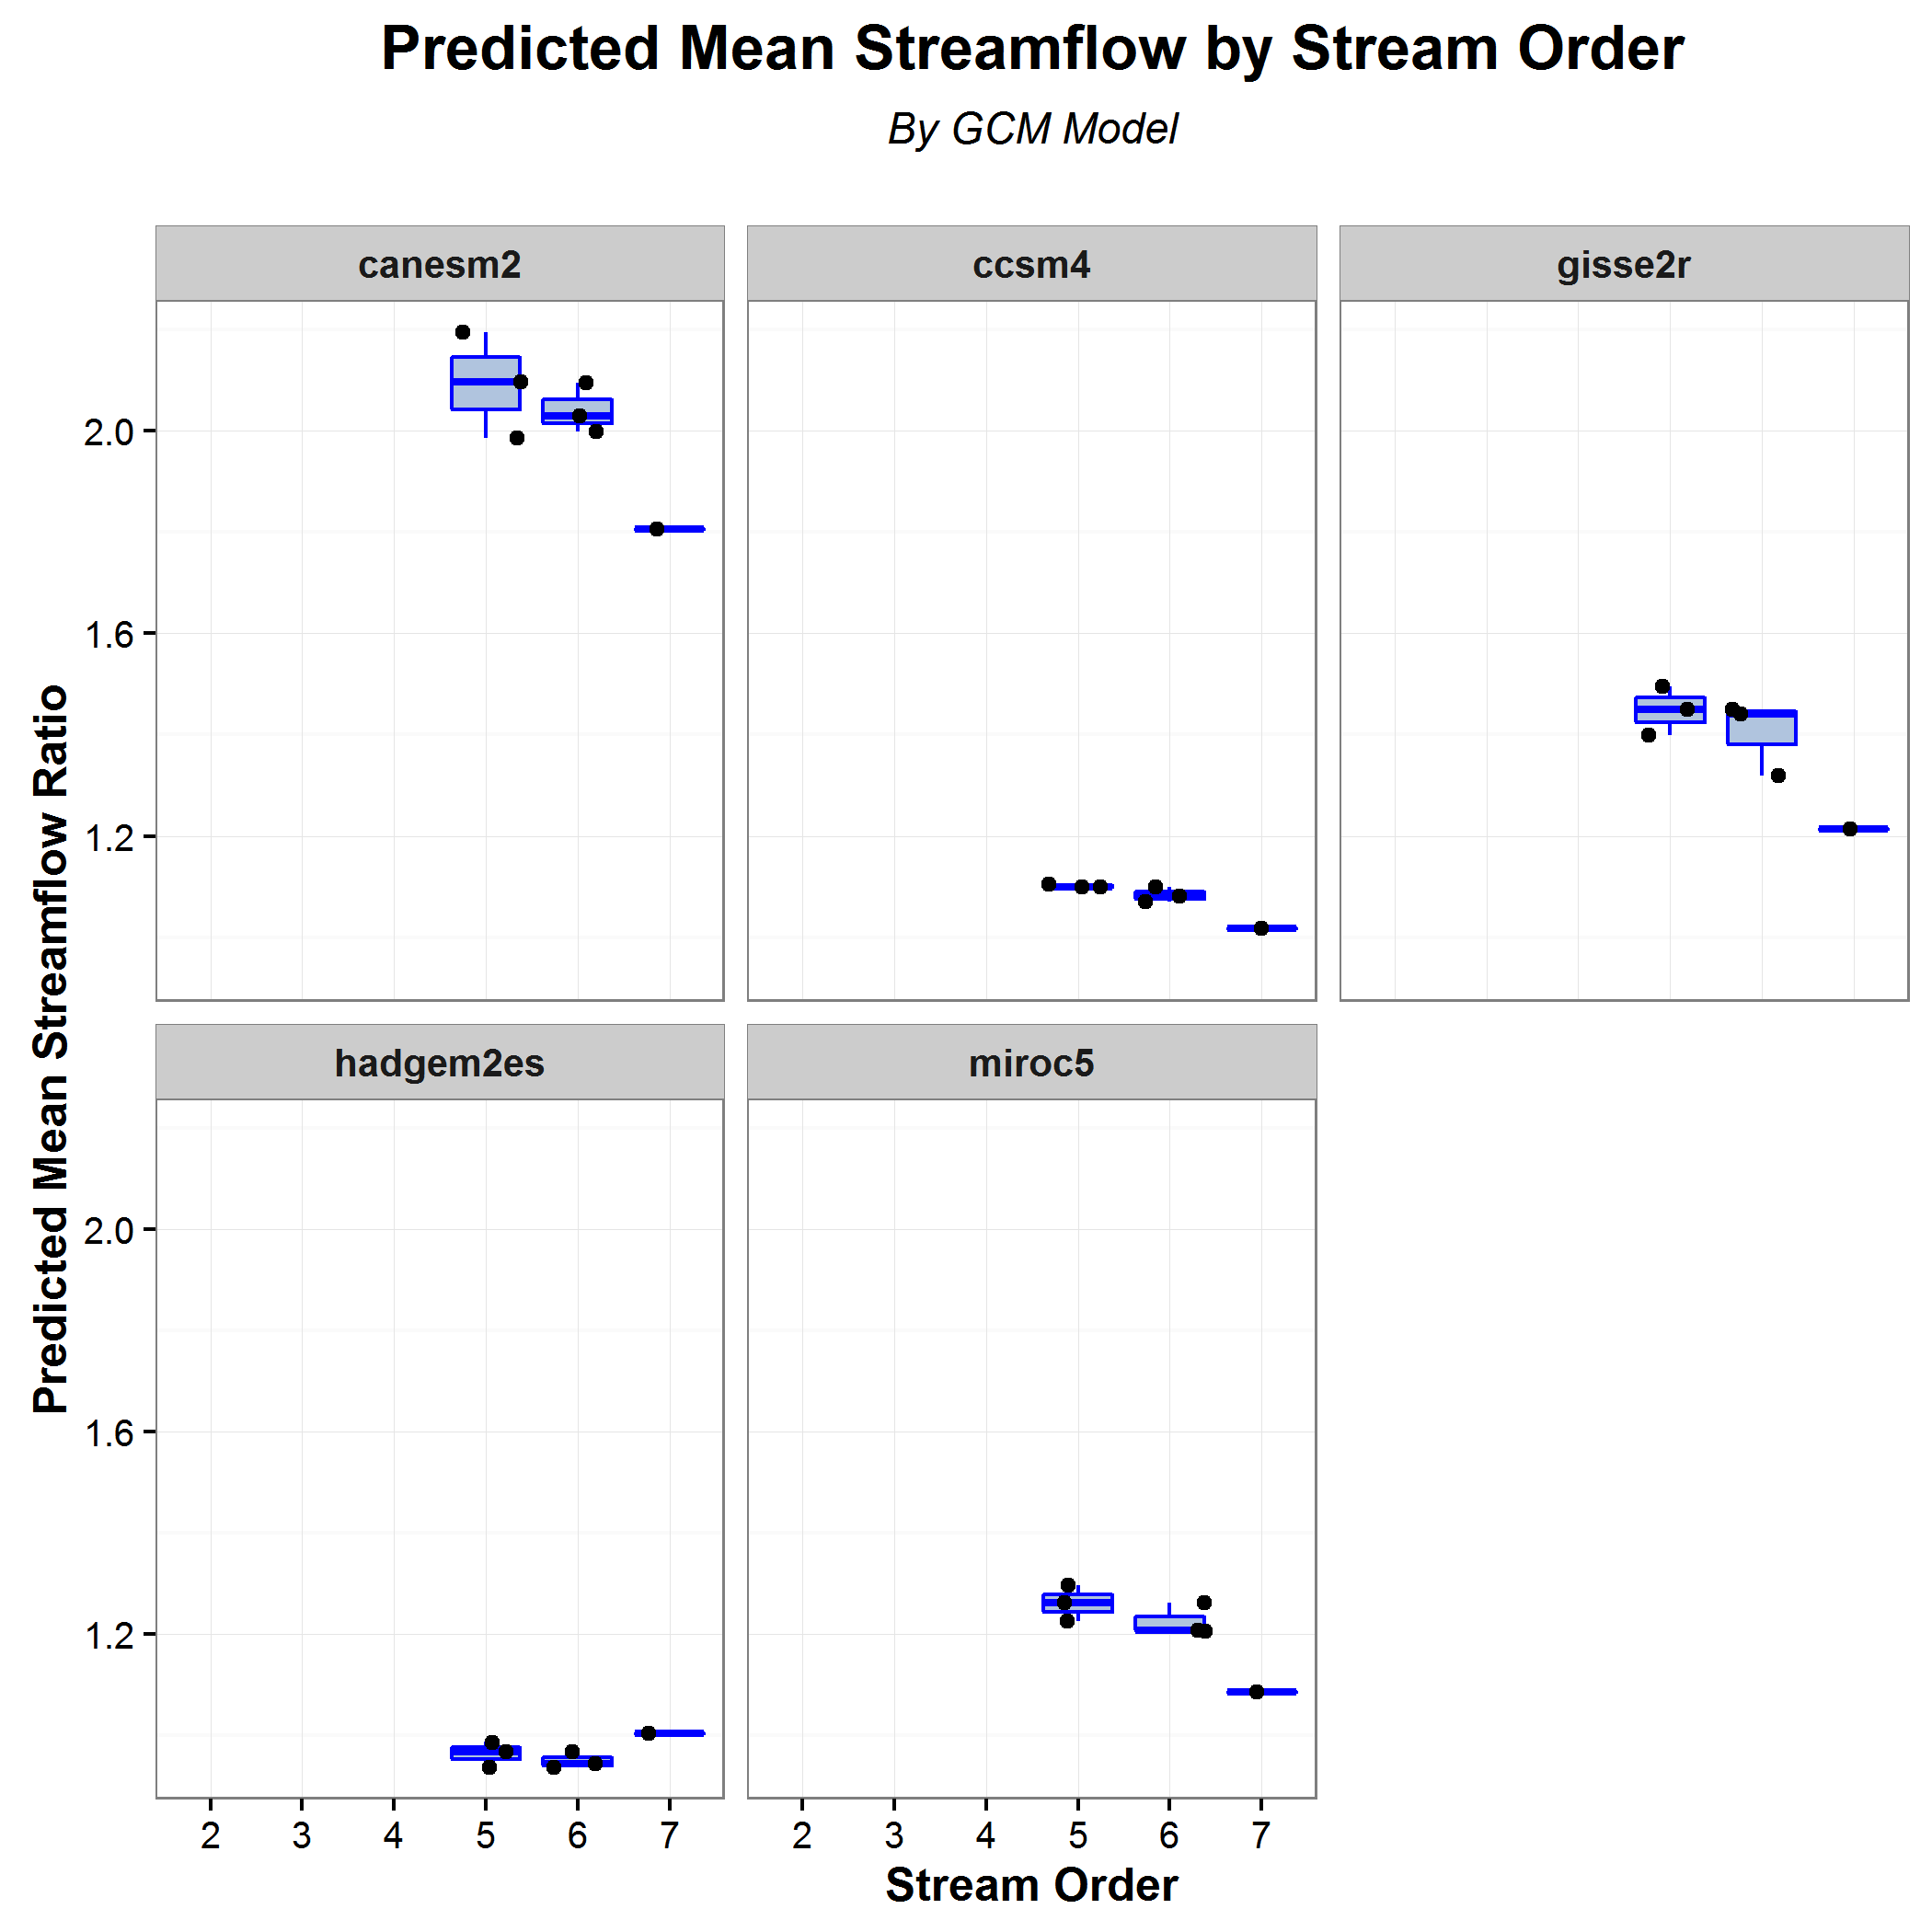 Predicted Mean Streamflow by Stream Order
By GCM Model
canesm2
ccsm4
gisse2r
2.0
1.6
1.2
Predicted Mean Streamflow Ratio
hadgem2es
miroc5
2.0
1.6
1.2
2 3 4 5 6 7
2 3 4 5 6 7
Stream Order